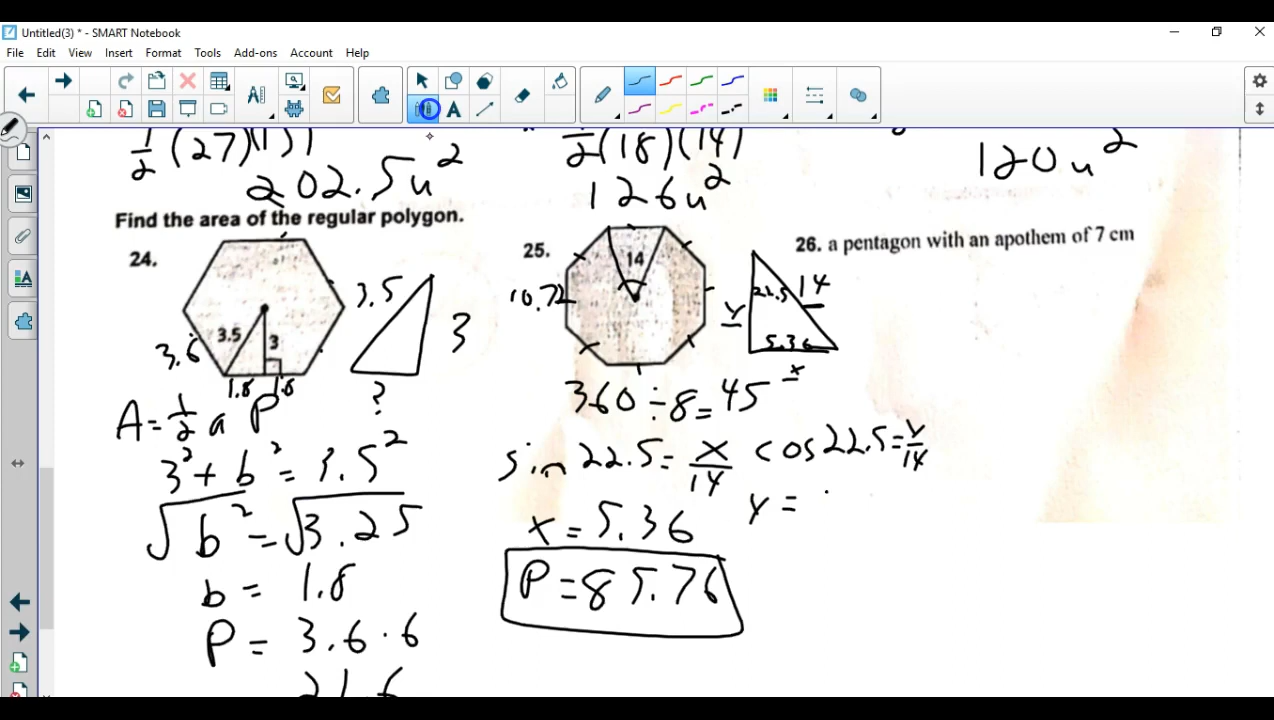 Untitled(3) * - SMART Notebook
File Edit View Insert Format Tools Add-ons Account Help
1/2 (27)(15)
202.5u²
1/2(18)(14)
126u²
120u²
Find the area of the regular polygon.
24.
3.5
3
3.6
1.8 1.8
3.5
3
?
A = 1/2 a P
3² + b² = 3.5²
√b² = √3.25
b = 1.8
P = 3.6 · 6
21.6
25.
14
10.72
22.5
14
y
5.36
x
360 ÷ 8 = 45
sin 22.5 = x/14
cos 22.5 = y/14
x = 5.36
y =
P = 85.76
26. a pentagon with an apothem of 7 cm